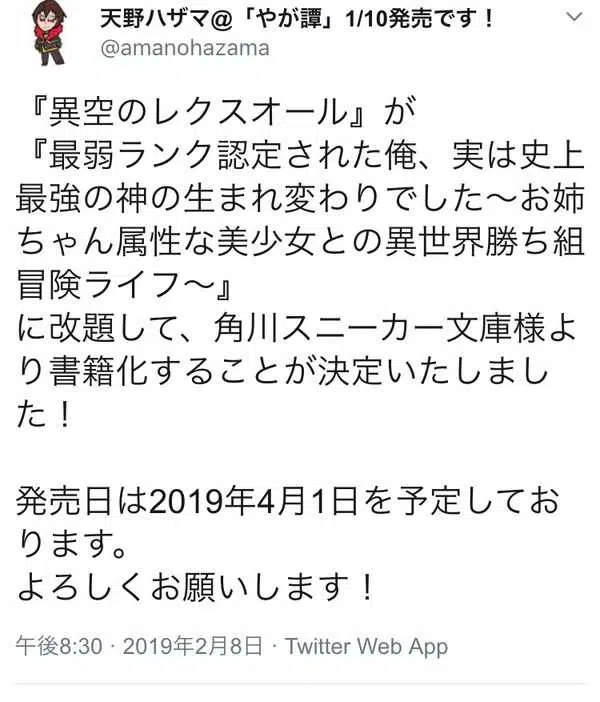 天野ハザマ@「やが譚」1/10発売です！
@amanohazama
『異空のレクスオール』が
『最弱ランク認定された俺、実は史上
最強の神の生まれ変わりでした～お姉
ちゃん属性な美少女との異世界勝ち組
冒険ライフ～』
に改題して、角川スニーカー文庫様よ
り書籍化することが決定いたしまし
た！
発売日は2019年4月1日を予定してお
ります。
よろしくお願いします！
午後8:30 · 2019年2月8日 · Twitter Web App